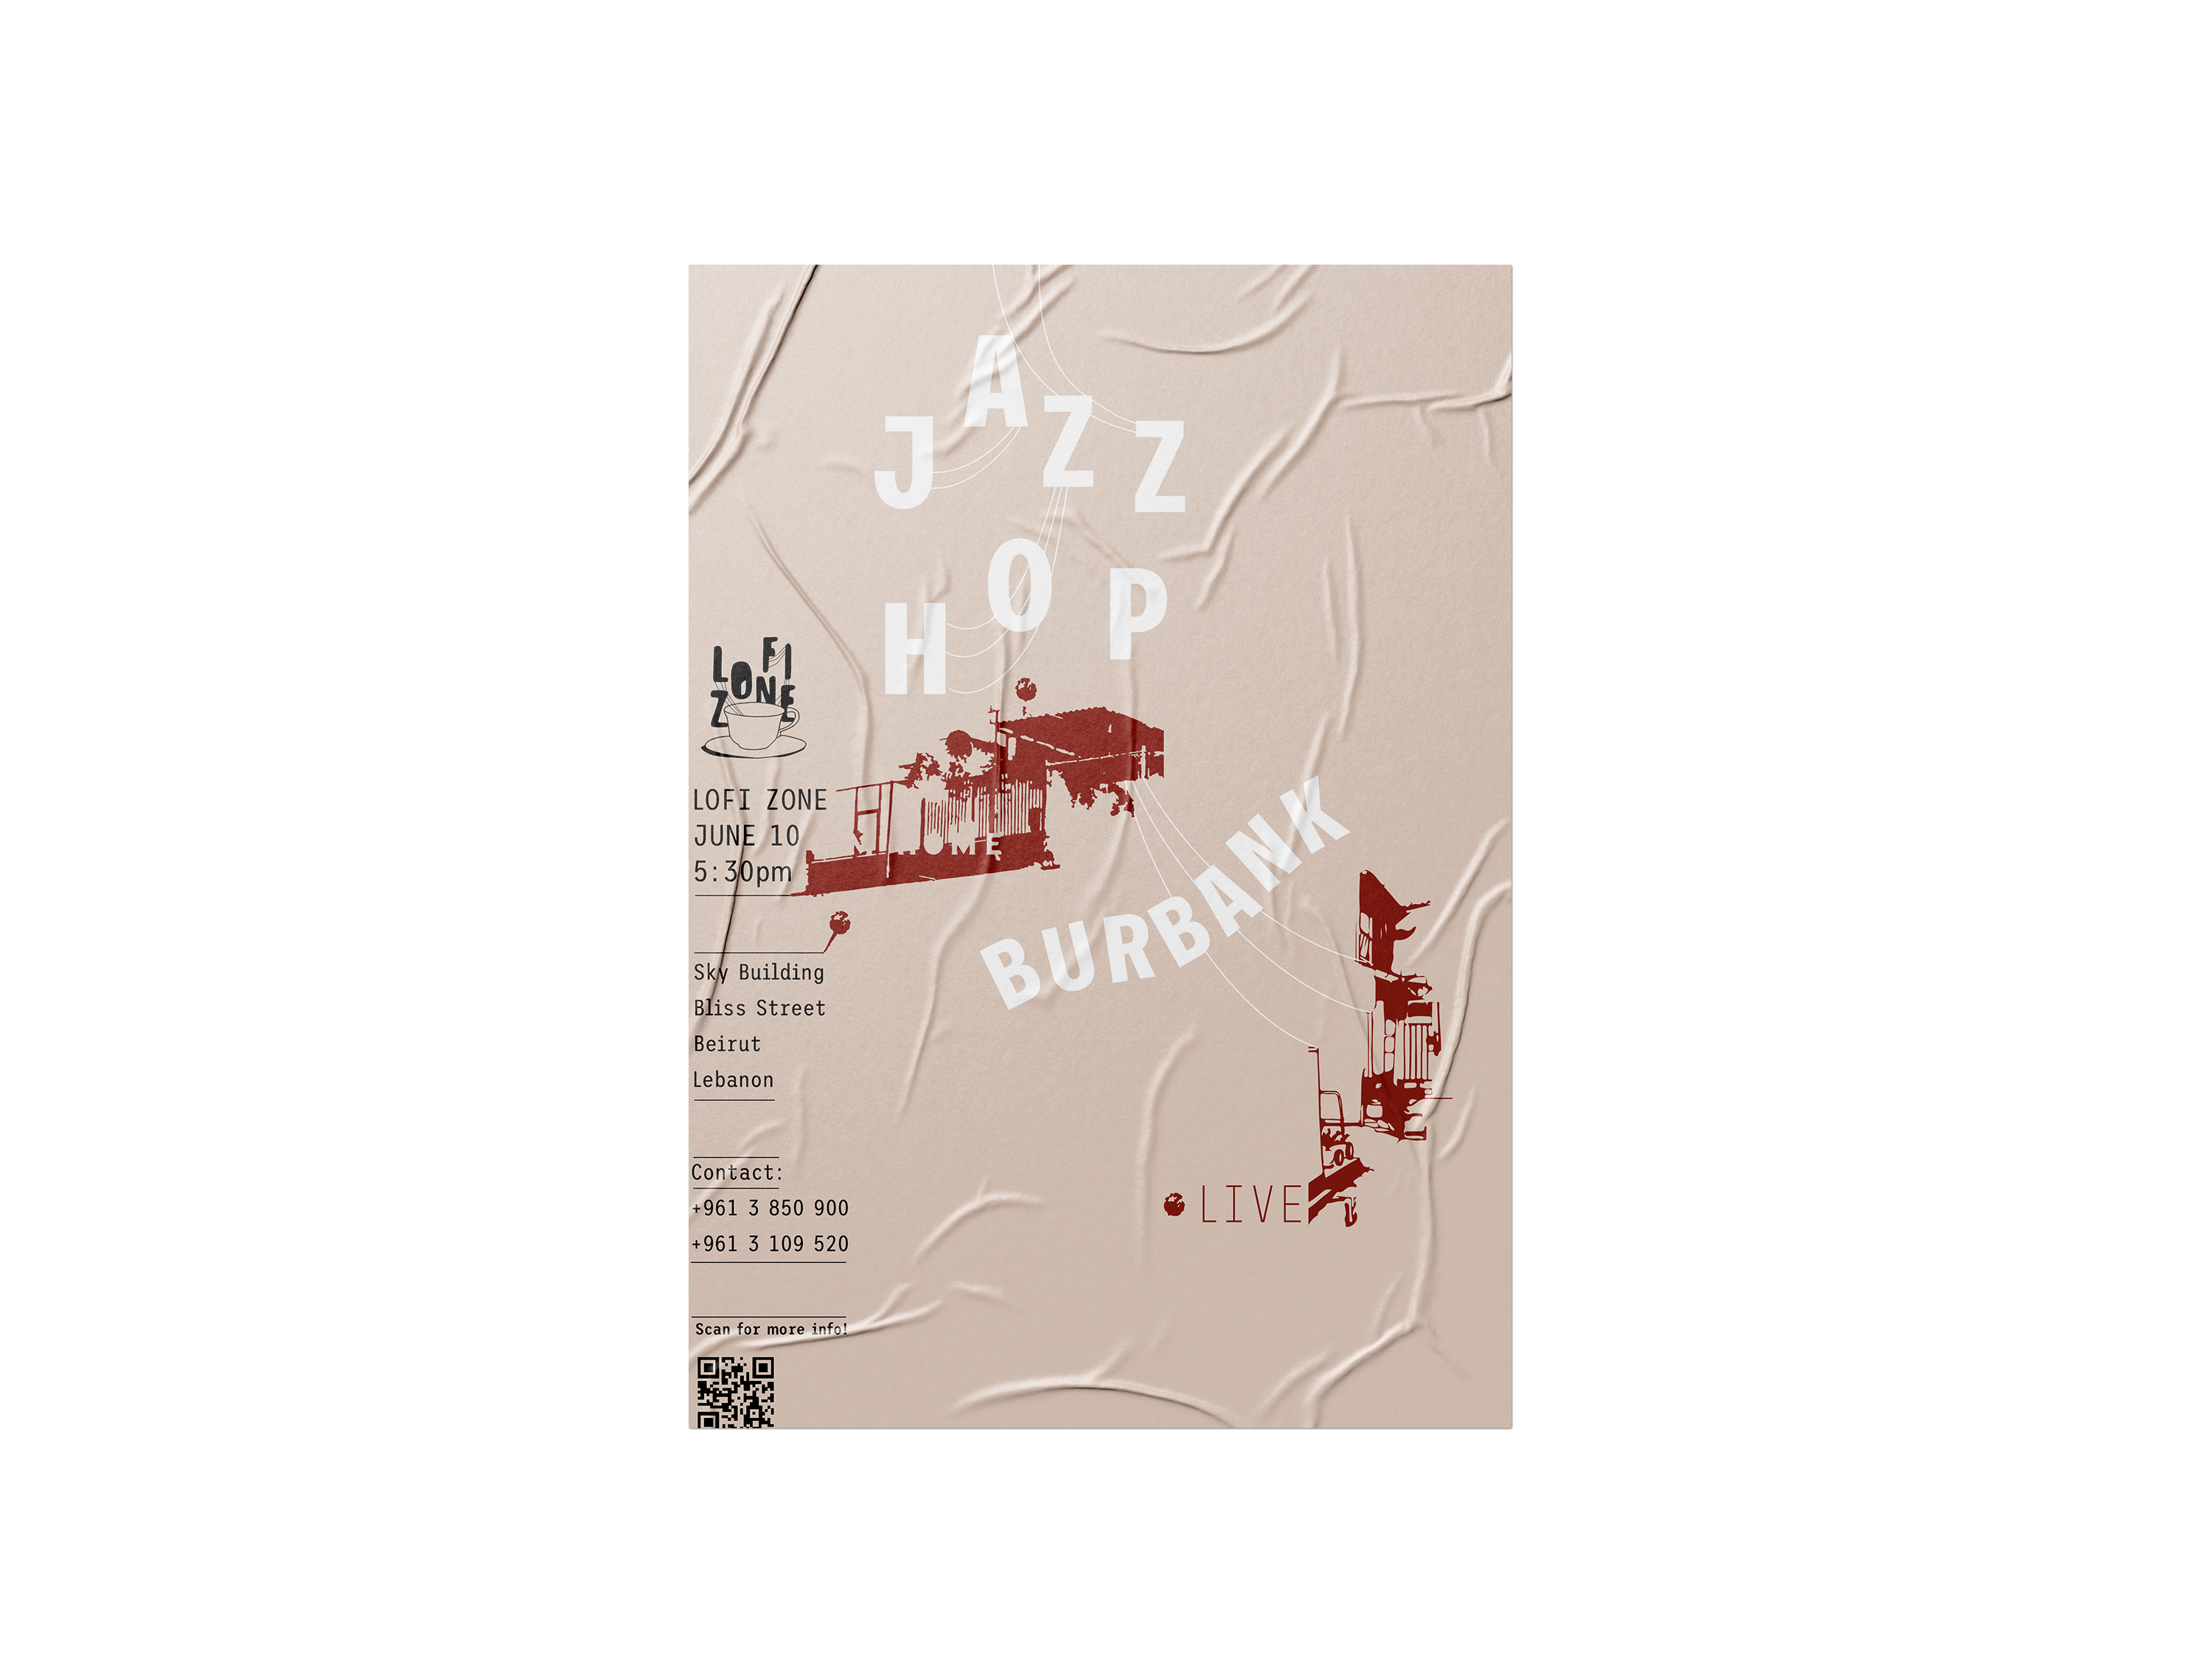 JAZZ
HOP
LOFI
ZONE
LOFI ZONE
JUNE 10
5:30pm
HOME
BURBANK
Sky Building
Bliss Street
Beirut
Lebanon
LIVE
Contact:
+961 3 850 900
+961 3 109 520
Scan for more info!